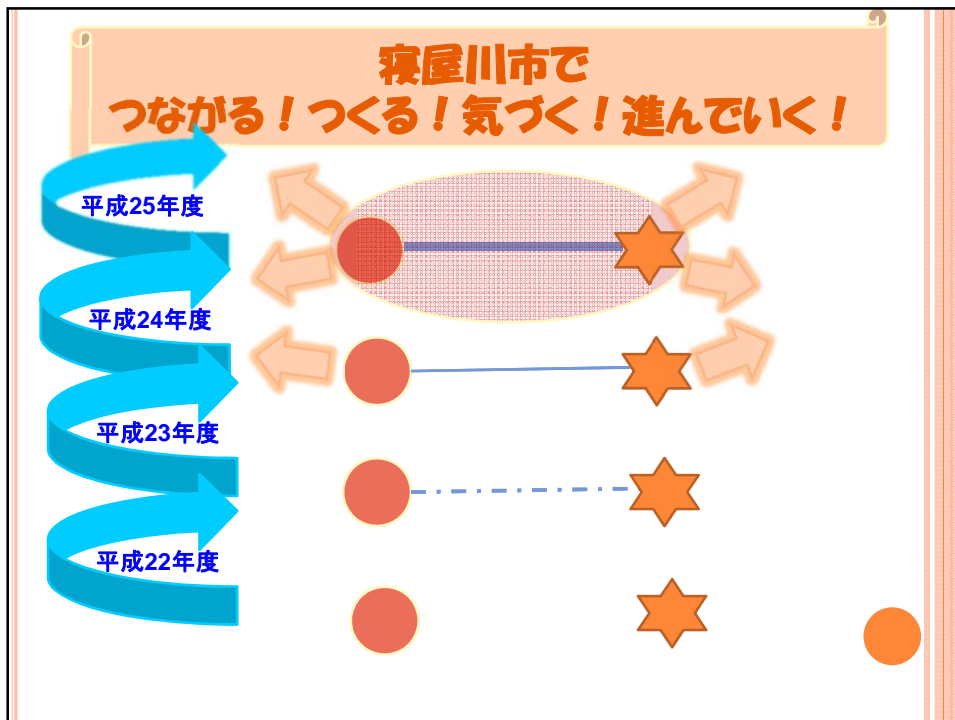 寝屋川市で
つながる！つくる！気づく！進んでいく！
平成25年度
平成24年度
平成23年度
平成22年度